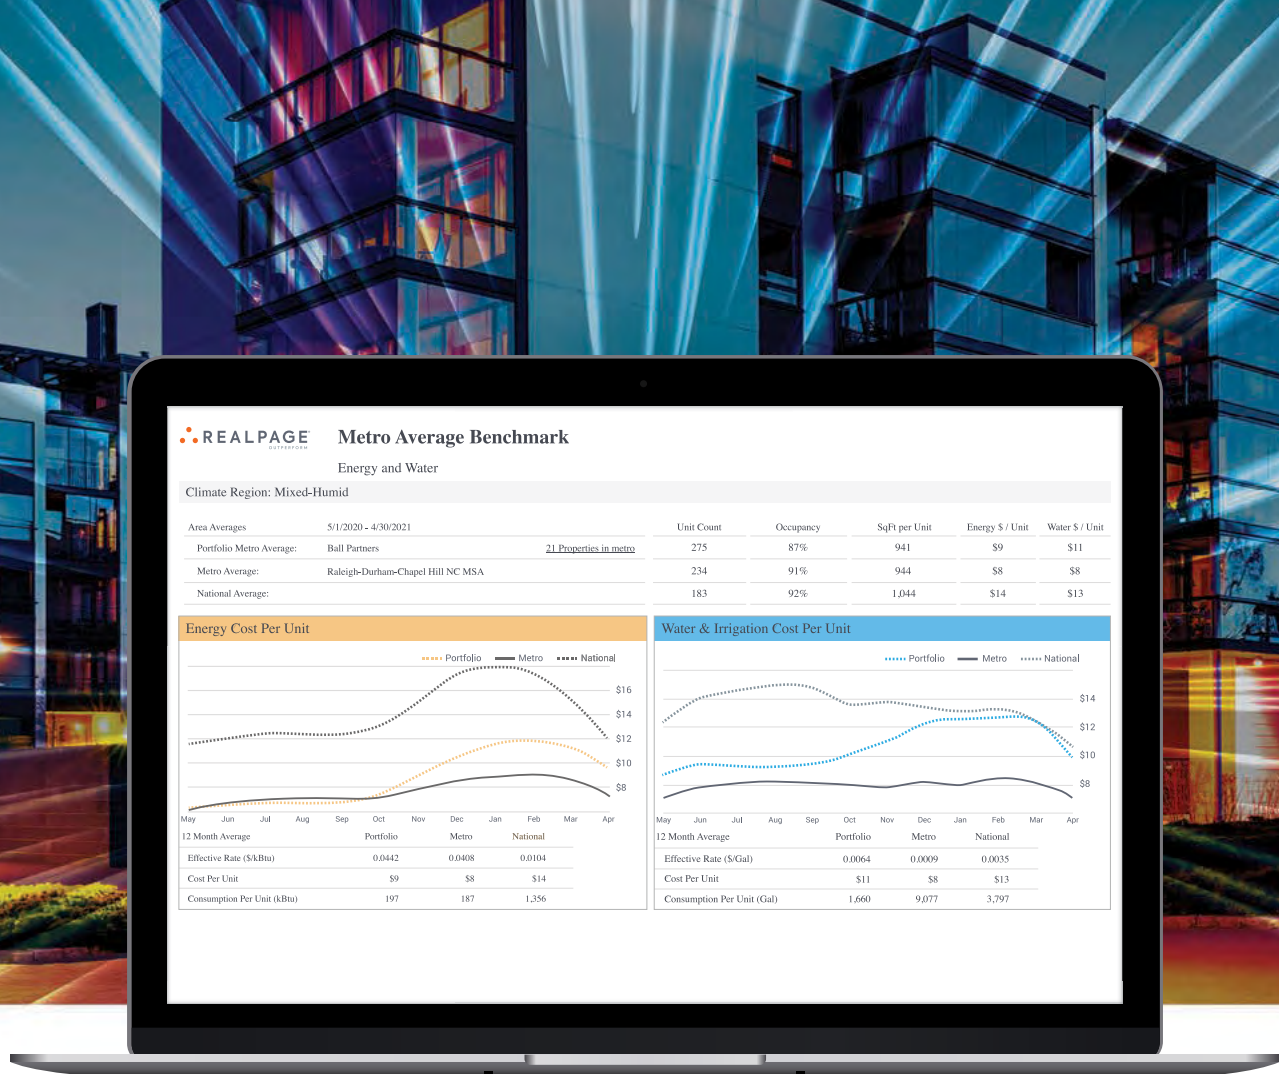 REALPAGE
OUTPERFORM
Metro Average Benchmark
Energy and Water
Climate Region: Mixed-Humid
Area Averages 5/1/2020 - 4/30/2021 Unit Count Occupancy SqFt per Unit Energy $ / Unit Water $ / Unit
Portfolio Metro Average: Ball Partners 21 Properties in metro 275 87% 941 $9 $11
Metro Average: Raleigh-Durham-Chapel Hill NC MSA 234 91% 944 $8 $8
National Average: 183 92% 1,044 $14 $13
Energy Cost Per Unit
Portfolio Metro National
$16
$14
$12
$10
$8
May Jun Jul Aug Sep Oct Nov Dec Jan Feb Mar Apr
12 Month Average Portfolio Metro National
Effective Rate ($/kBtu) 0.0442 0.0408 0.0104
Cost Per Unit $9 $8 $14
Consumption Per Unit (kBtu) 197 187 1,356
Water & Irrigation Cost Per Unit
Portfolio Metro National
$14
$12
$10
$8
May Jun Jul Aug Sep Oct Nov Dec Jan Feb Mar Apr
12 Month Average Portfolio Metro National
Effective Rate ($/Gal) 0.0064 0.0009 0.0035
Cost Per Unit $11 $8 $13
Consumption Per Unit (Gal) 1,660 9,077 3,797